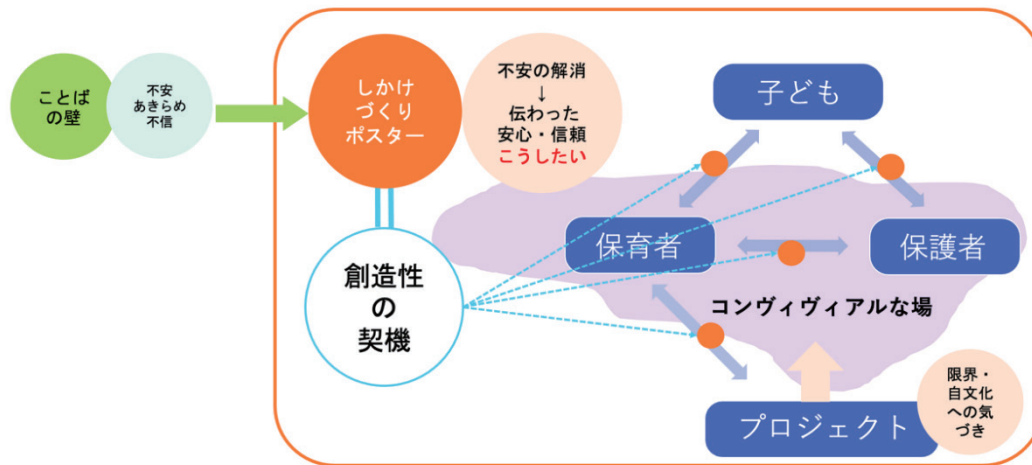 ことば
の壁
不安
あきらめ
不信
しかけ
づくり
ポスター
不安の解消
↓
伝わった
安心・信頼
こうしたい
創造性
の
契機
子ども
保育者
保護者
コンヴィヴィアルな場
プロジェクト
限界・
自文化
への気
づき